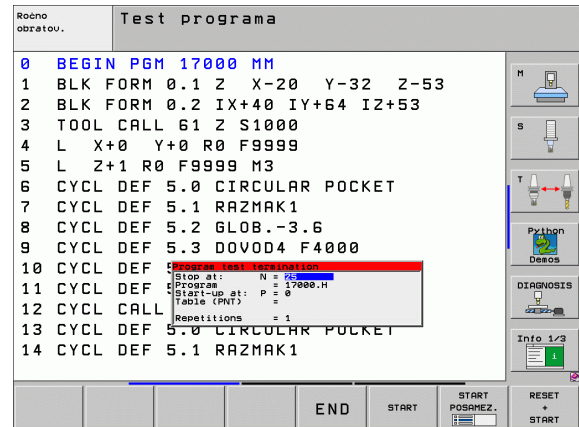 Ročno
obratov.
Test programa
0 BEGIN PGM 17000 MM
1 BLK FORM 0.1 Z X-20 Y-32 Z-53
2 BLK FORM 0.2 IX+40 IY+64 IZ+53
3 TOOL CALL 61 Z S1000
4 L X+0 Y+0 R0 F9999
5 L Z+1 R0 F9999 M3
6 CYCL DEF 5.0 CIRCULAR POCKET
7 CYCL DEF 5.1 RAZMAK1
8 CYCL DEF 5.2 GLOB.-3.6
9 CYCL DEF 5.3 DOVOD4 F4000
10 CYCL DEF
11 CYCL DEF
12 CYCL CALL
13 CYCL DEF 5.0 CIRCULAR POCKET
14 CYCL DEF 5.1 RAZMAK1
Program test termination
Stop at: N = 25
Program = 17000.H
Start-up at: P = 0
Table (PNT) =
Repetitions = 1
M
S
T
Python
Demos
DIAGNOSIS
Info 1/3
i
END
START
START
POSAMEZ.
RESET
+
START